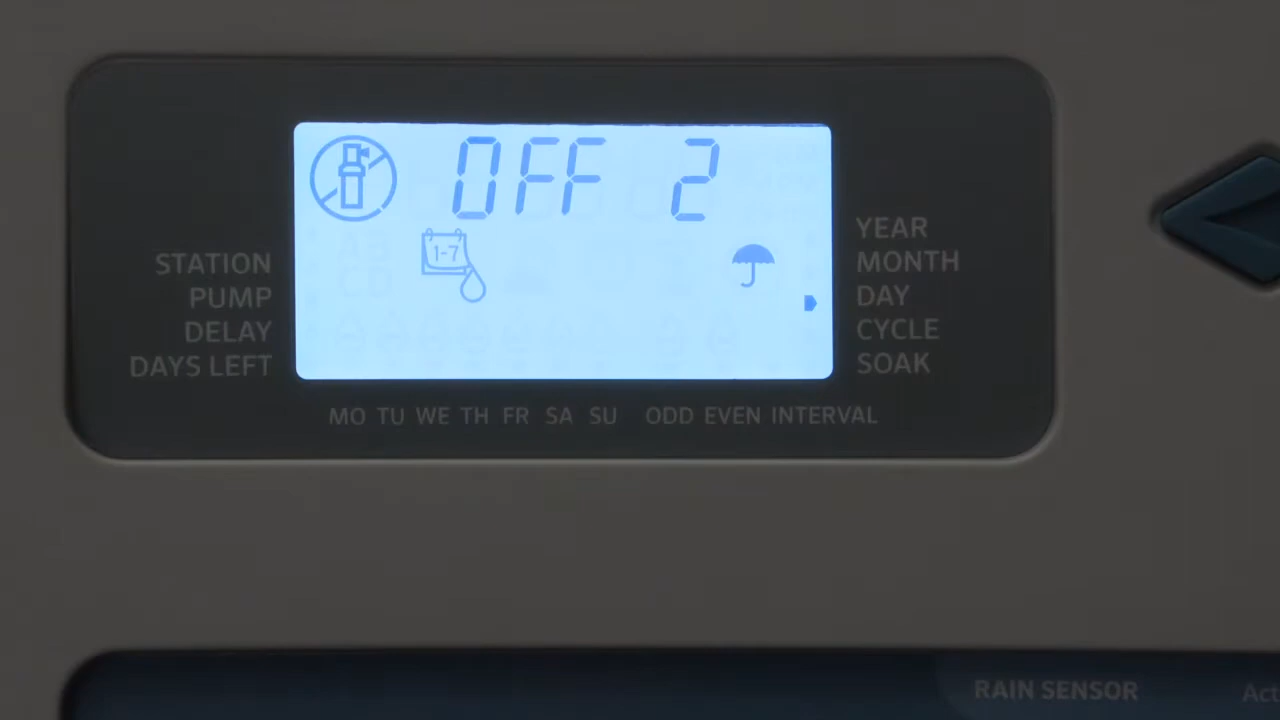 OFF 2
1-7
STATION
PUMP
DELAY
DAYS LEFT
YEAR
MONTH
DAY
CYCLE
SOAK
MO TU WE TH FR SA SU ODD EVEN INTERVAL
RAIN SENSOR